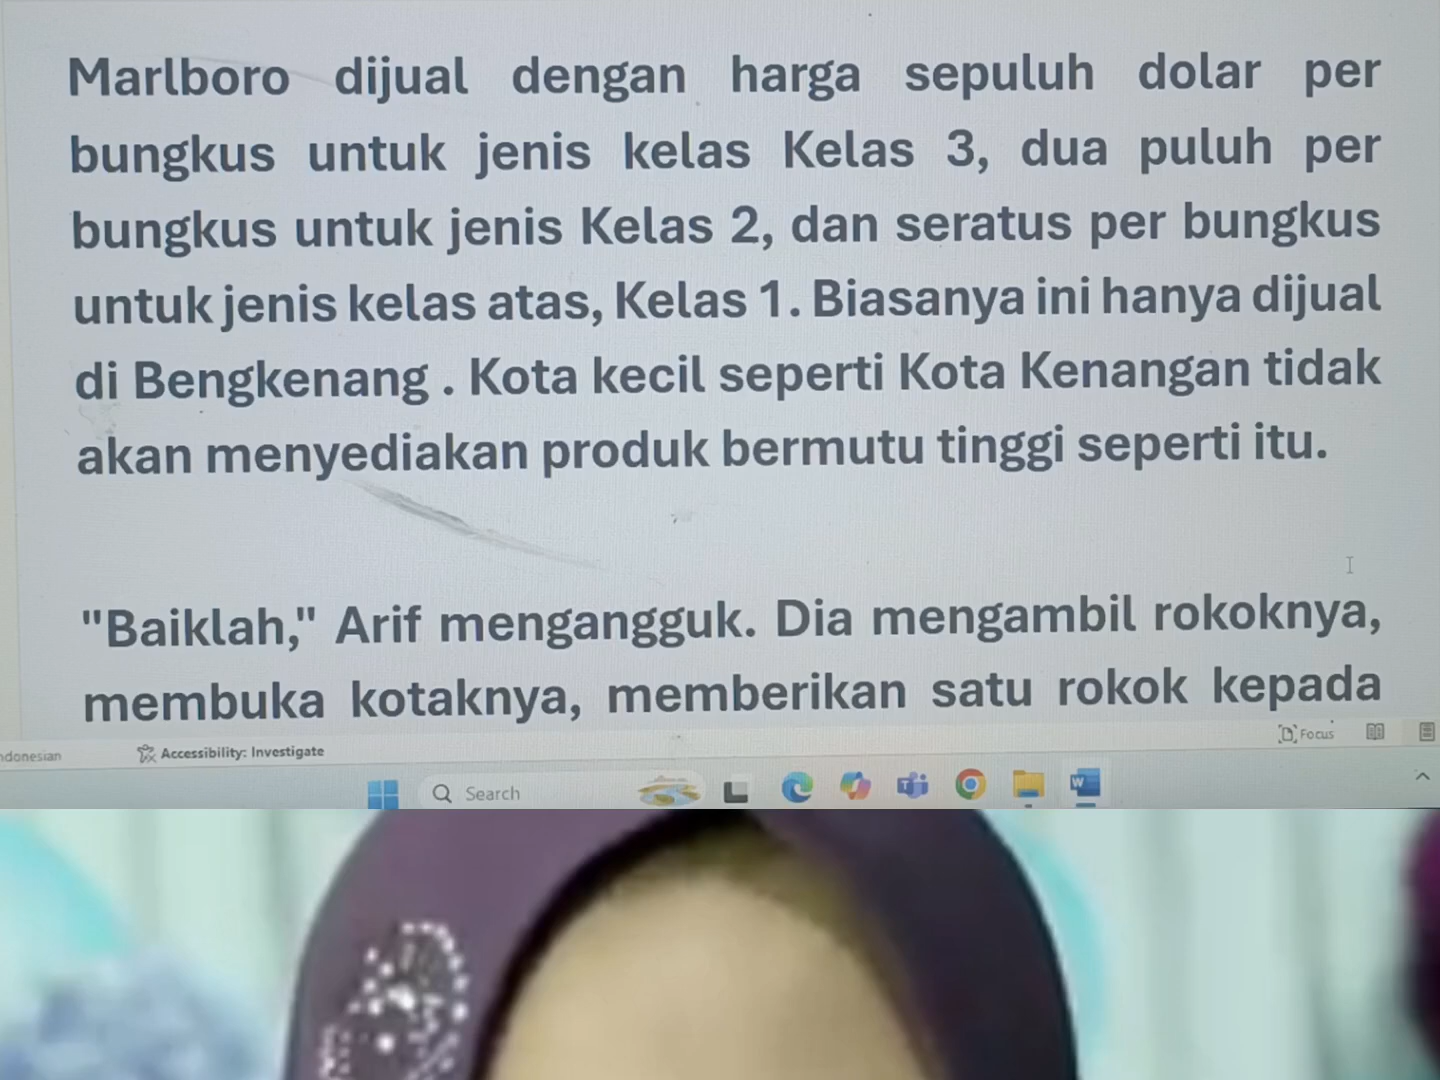 Marlboro dijual dengan harga sepuluh dolar per
bungkus untuk jenis kelas Kelas 3, dua puluh per
bungkus untuk jenis Kelas 2, dan seratus per bungkus
untuk jenis kelas atas, Kelas 1. Biasanya ini hanya dijual
di Bengkenang . Kota kecil seperti Kota Kenangan tidak
akan menyediakan produk bermutu tinggi seperti itu.
"Baiklah," Arif mengangguk. Dia mengambil rokoknya,
membuka kotaknya, memberikan satu rokok kepada
Focus
ndonesian
Accessibility: Investigate
Search